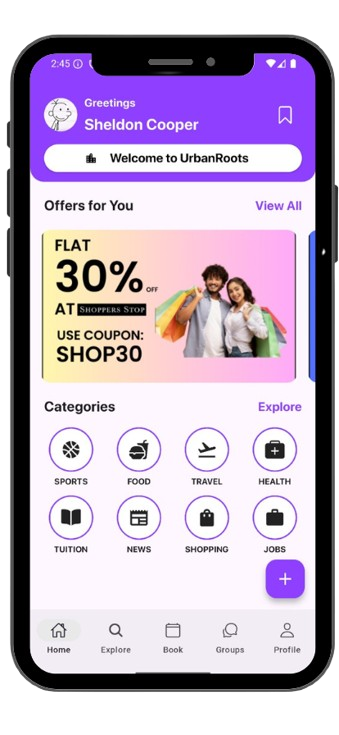 2:45
Greetings
Sheldon Cooper
Welcome to UrbanRoots
Offers for You
View All
FLAT
30% OFF
AT SHOPPERS STOP
USE COUPON:
SHOP30
Categories
Explore
SPORTS
FOOD
TRAVEL
HEALTH
TUITION
NEWS
SHOPPING
JOBS
Home
Explore
Book
Groups
Profile